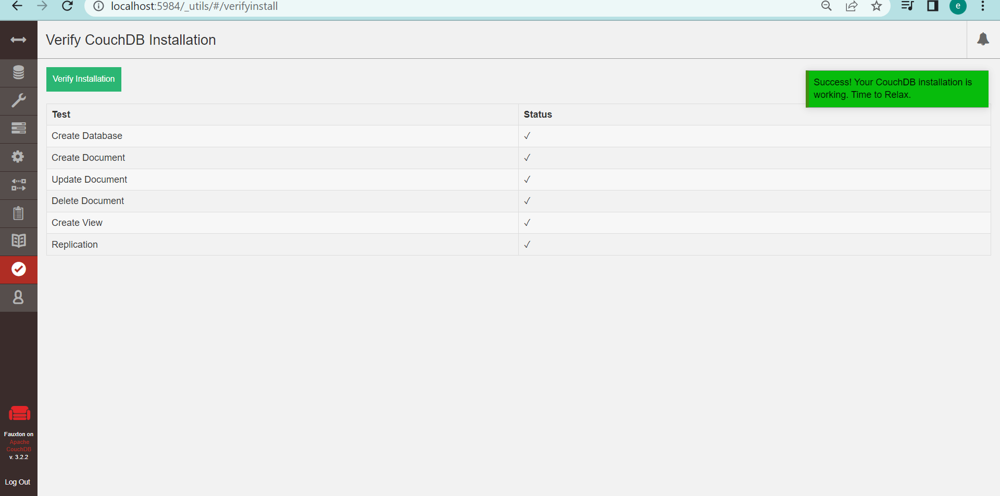 localhost:5984/_utils/#/verifyinstall
e
Verify CouchDB Installation
Verify Installation
Success! Your CouchDB installation is
working. Time to Relax.
Test Status
Create Database ✓
Create Document ✓
Update Document ✓
Delete Document ✓
Create View ✓
Replication ✓
Fauxton on
Apache
CouchDB
v. 3.2.2
Log Out